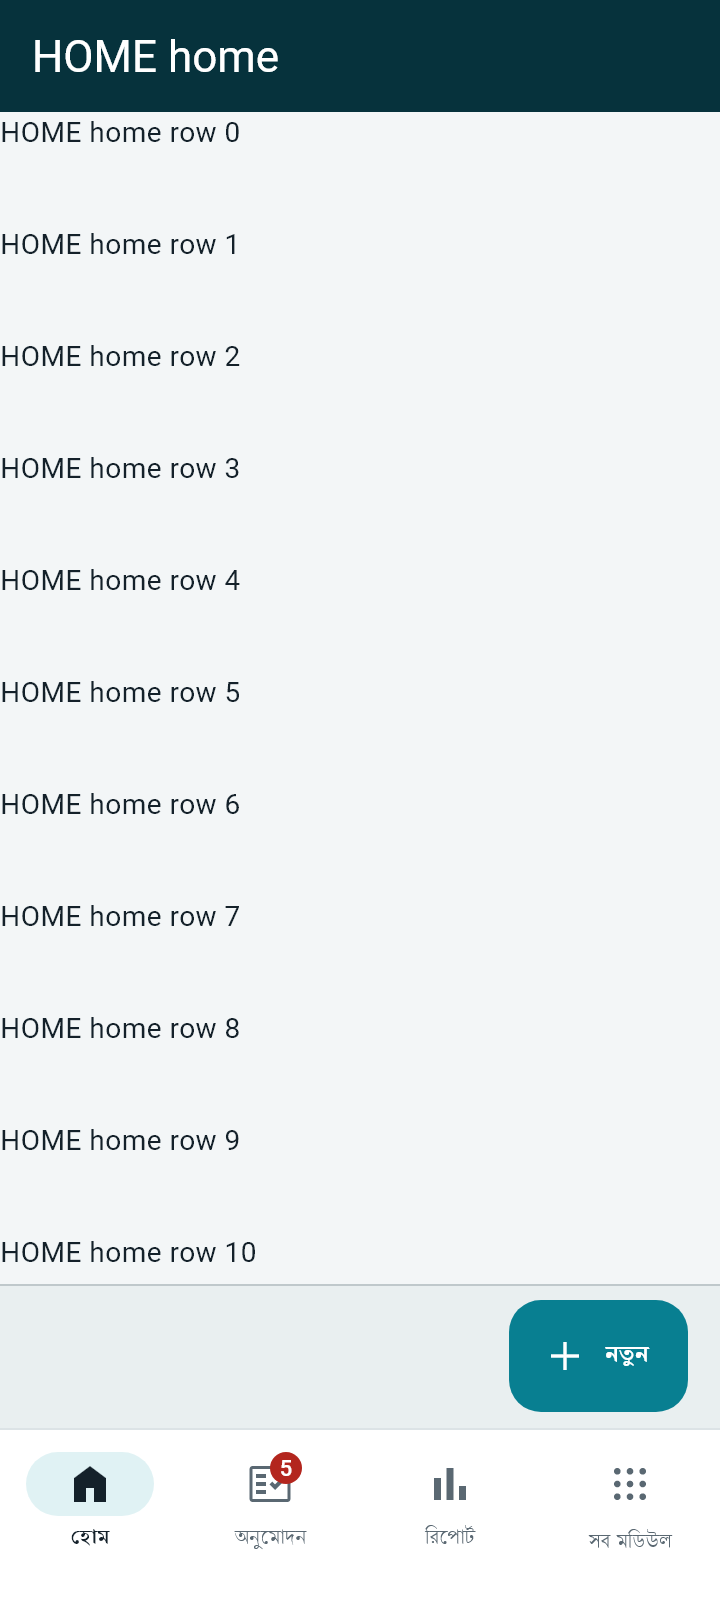 HOME home
HOME home row 0
HOME home row 1
HOME home row 2
HOME home row 3
HOME home row 4
HOME home row 5
HOME home row 6
HOME home row 7
HOME home row 8
HOME home row 9
HOME home row 10
নতুন
5
হোম
অনুমোদন
রিপোর্ট
সব মডিউল